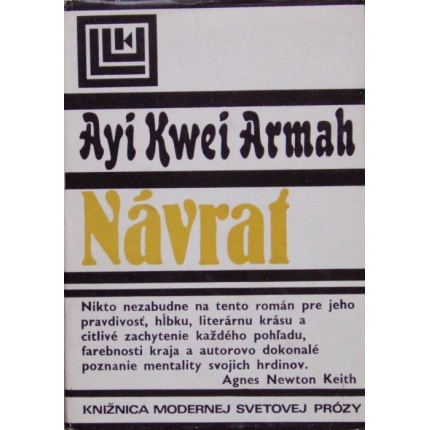 Ayi Kwei Armah
Návrat
Nikto nezabudne na tento román pre jeho
pravdivosť, hĺbku, literárnu krásu a
citlivé zachytenie každého pohľadu,
farebnosti kraja a autorovo dokonalé
poznanie mentality svojich hrdinov.
Agnes Newton Keith
KNIŽNICA MODERNEJ SVETOVEJ PRÓZY